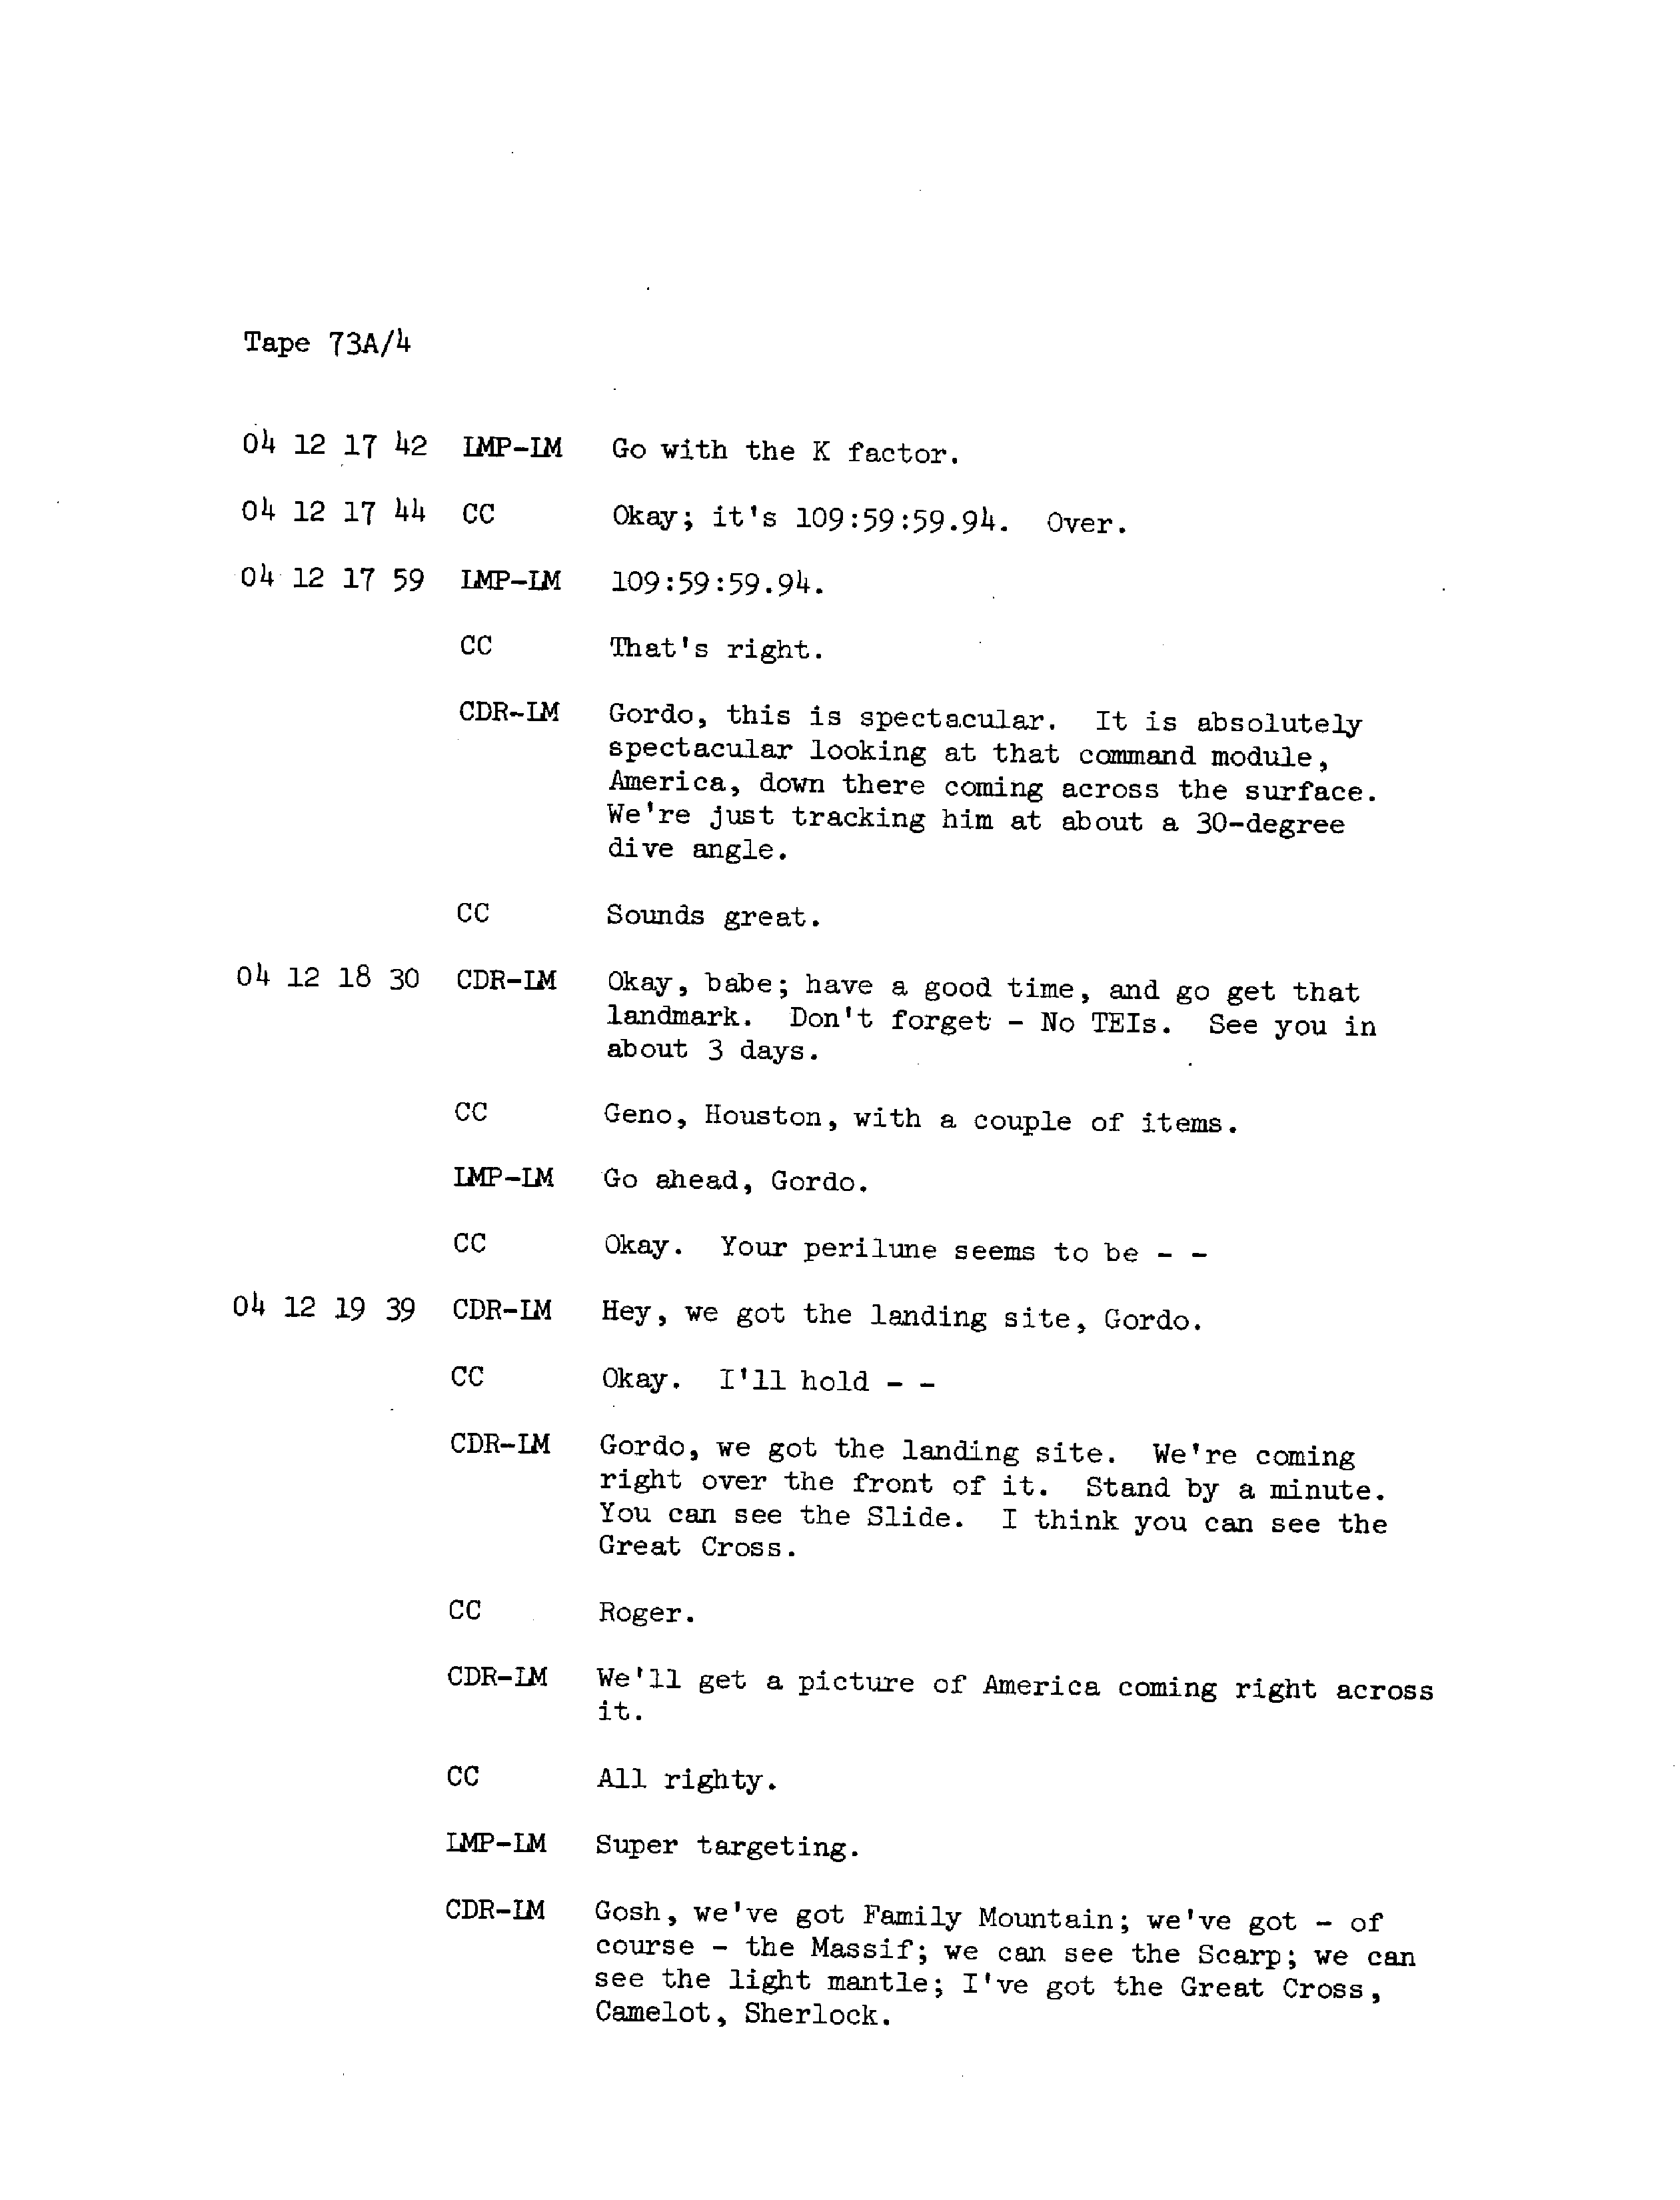 Tape 73A/4
04 12 17 42 LMP-LM Go with the K factor.
04 12 17 44 CC Okay; it's 109:59:59.94. Over.
04 12 17 59 LMP-LM 109:59:59.94.
CC That's right.
CDR-LM Gordo, this is spectacular. It is absolutely
spectacular looking at that command module,
America, down there coming across the surface.
We're just tracking him at about a 30-degree
dive angle.
CC Sounds great.
04 12 18 30 CDR-LM Okay, babe; have a good time, and go get that
landmark. Don't forget - No TEIs. See you in
about 3 days.
CC Geno, Houston, with a couple of items.
LMP-LM Go ahead, Gordo.
CC Okay. Your perilune seems to be - -
04 12 19 39 CDR-LM Hey, we got the landing site, Gordo.
CC Okay. I'll hold - -
CDR-LM Gordo, we got the landing site. We're coming
right over the front of it. Stand by a minute.
You can see the Slide. I think you can see the
Great Cross.
CC Roger.
CDR-LM We'll get a picture of America coming right across
it.
CC All righty.
LMP-LM Super targeting.
CDR-LM Gosh, we've got Family Mountain; we've got - of
course - the Massif; we can see the Scarp; we can
see the light mantle; I've got the Great Cross,
Camelot, Sherlock.